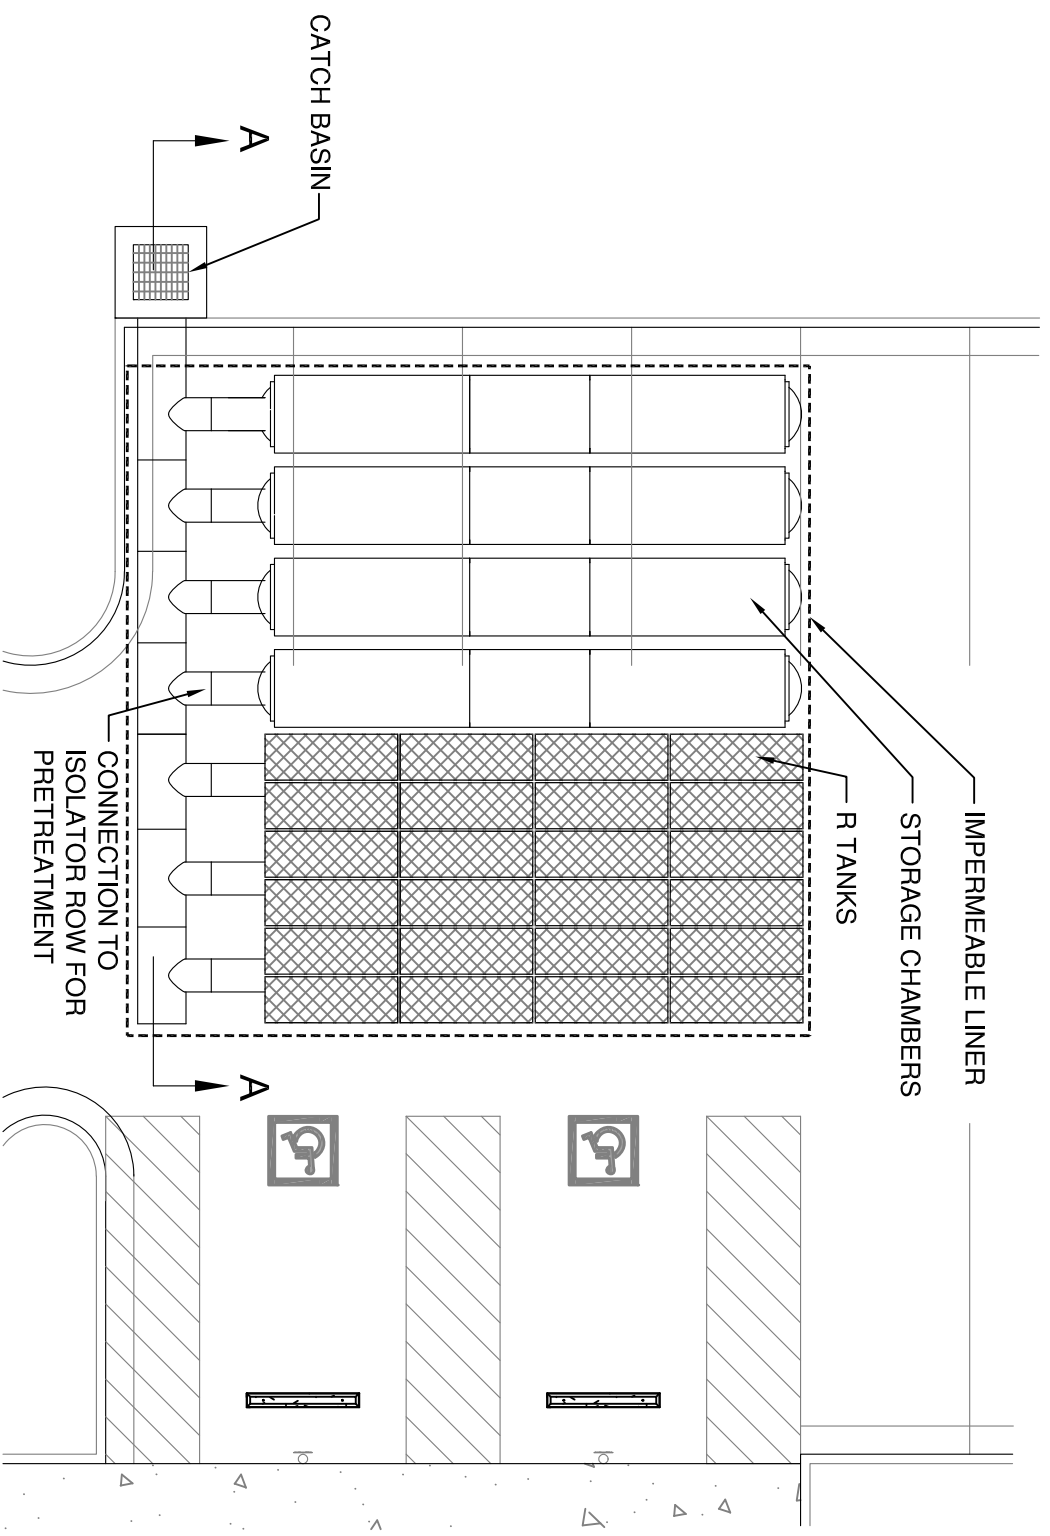 CATCH BASIN
A
IMPERMEABLE LINER
STORAGE CHAMBERS
R TANKS
CONNECTION TO
ISOLATOR ROW FOR
PRETREATMENT
A